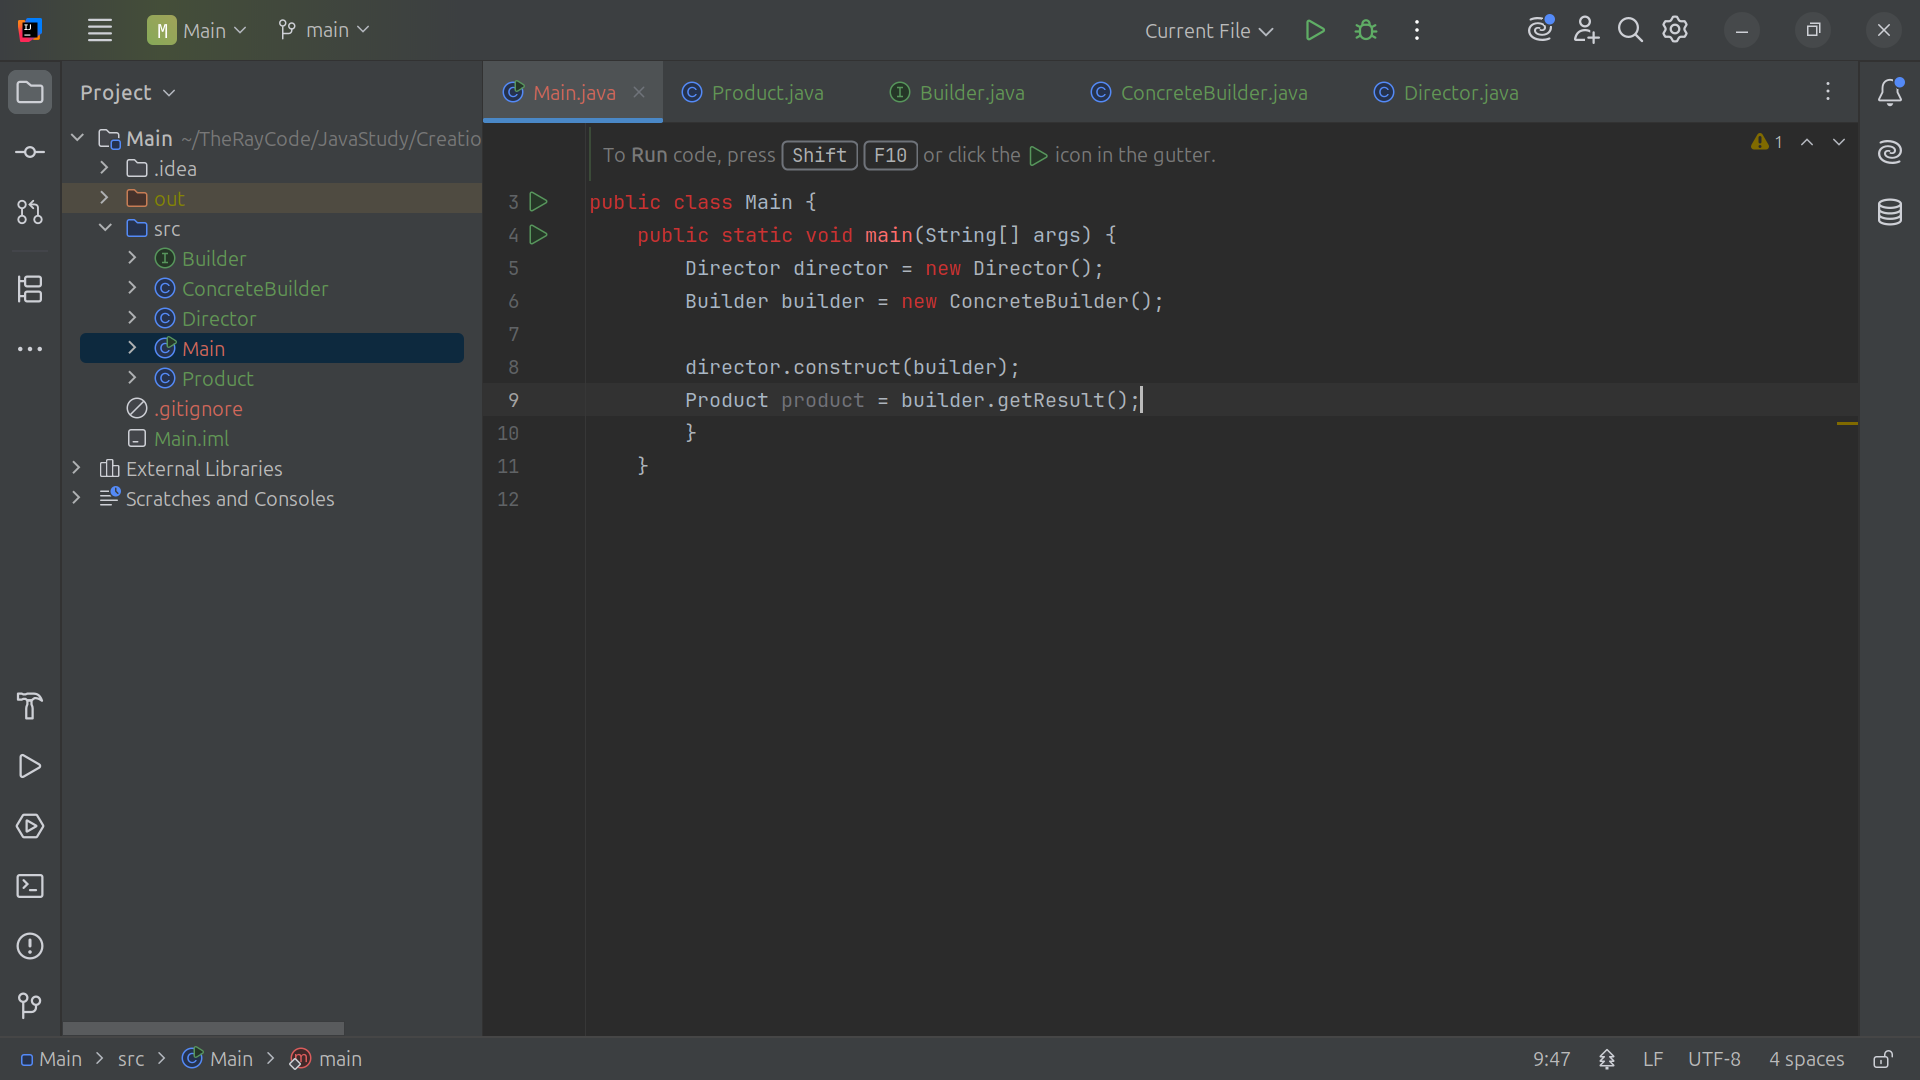 M Main
main
Current File
Project
Main ~/TheRayCode/JavaStudy/Creatio
.idea
out
src
Builder
ConcreteBuilder
Director
Main
Product
.gitignore
Main.iml
External Libraries
Scratches and Consoles
Main.java
Product.java
Builder.java
ConcreteBuilder.java
Director.java
To Run code, press Shift F10 or click the icon in the gutter.
1
3 public class Main {
4 public static void main(String[] args) {
5 Director director = new Director();
6 Builder builder = new ConcreteBuilder();
7
8 director.construct(builder);
9 Product product = builder.getResult();
10 }
11 }
12
Main > src > Main > main
9:47 LF UTF-8 4 spaces